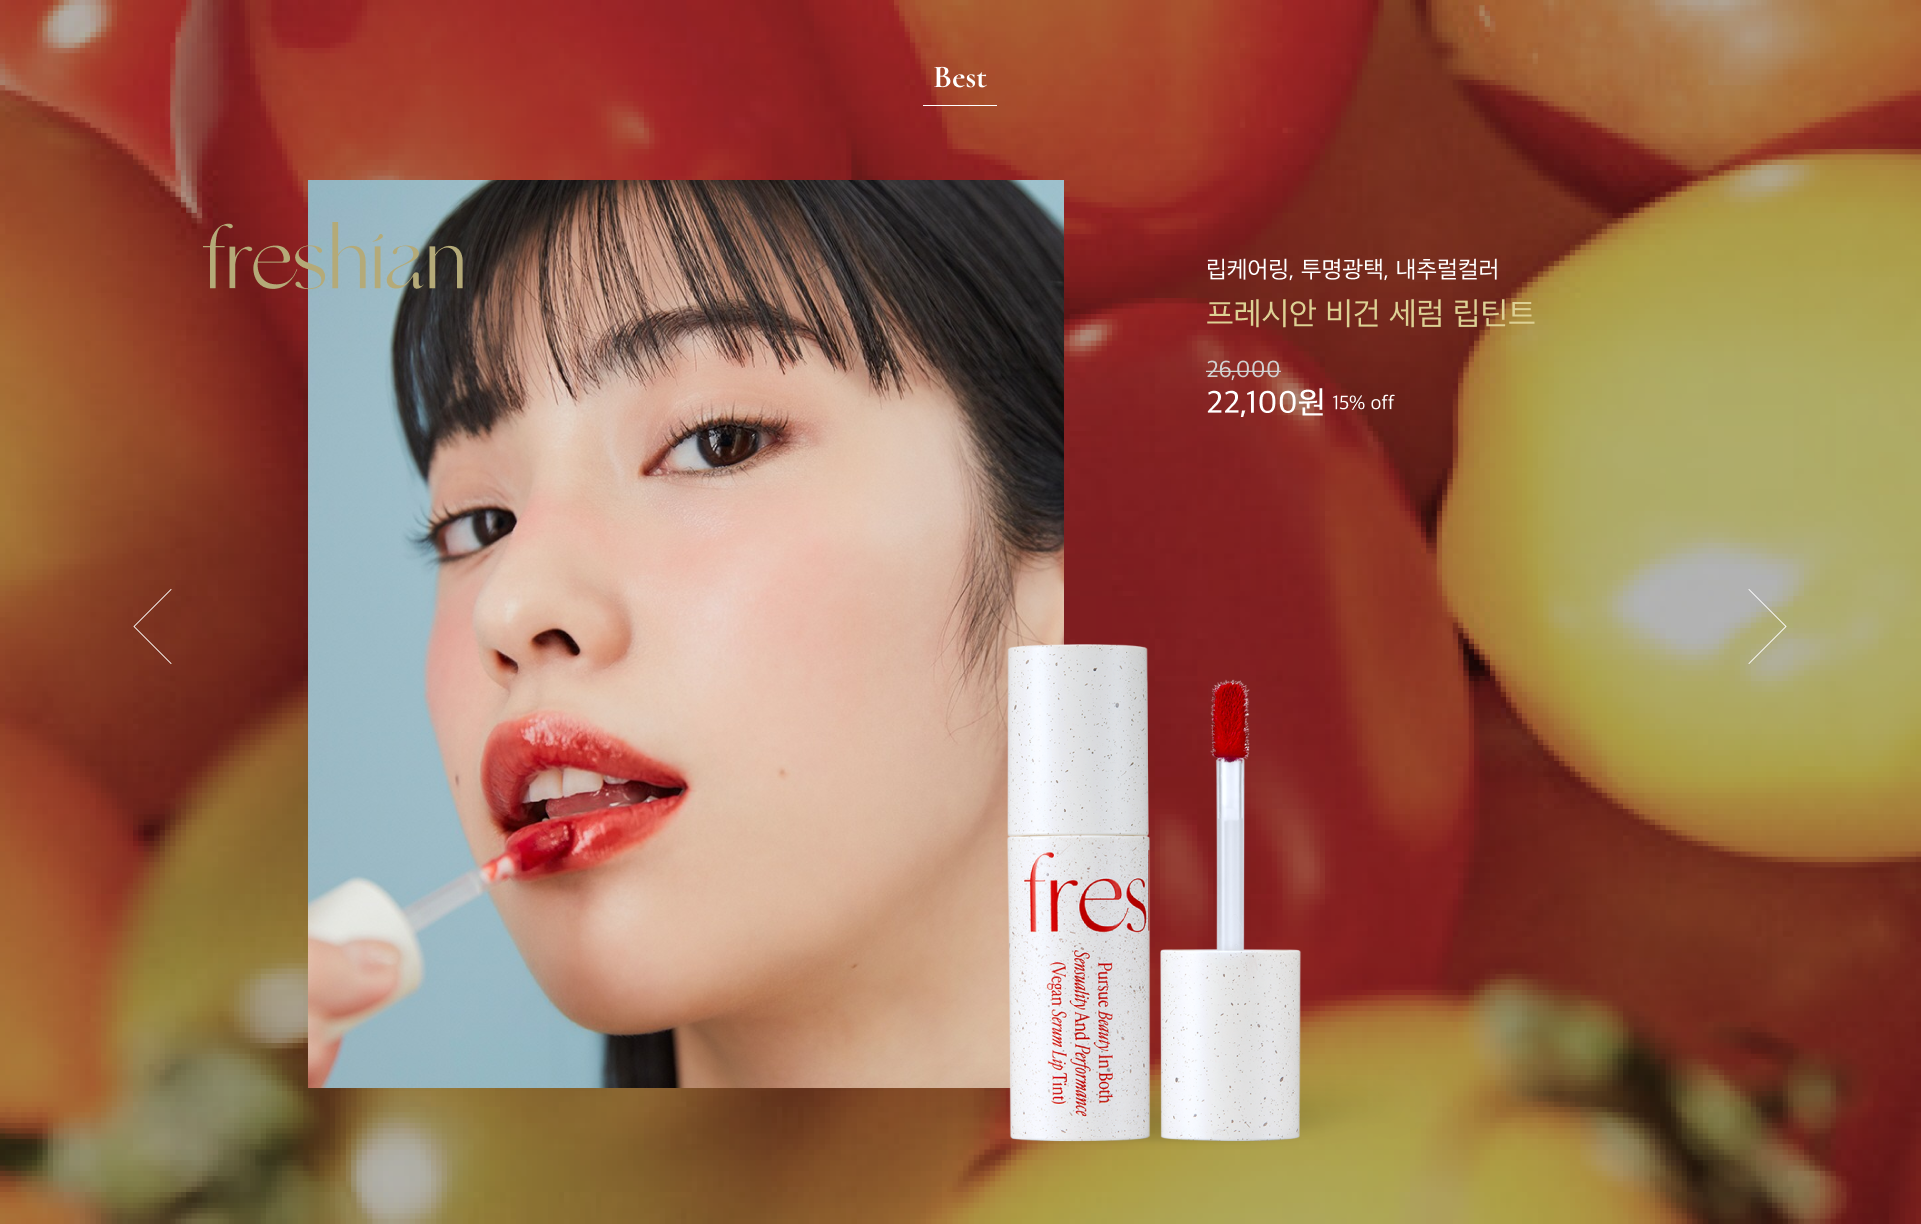 Best
freshian
립케어링, 투명광택, 내추럴컬러
프레시안 비건 세럼 립틴트
26,000
22,100원 15% off
fres
Pursue Beauty In Both
Sensuality And Performance
(Vegan Serum Lip Tint)